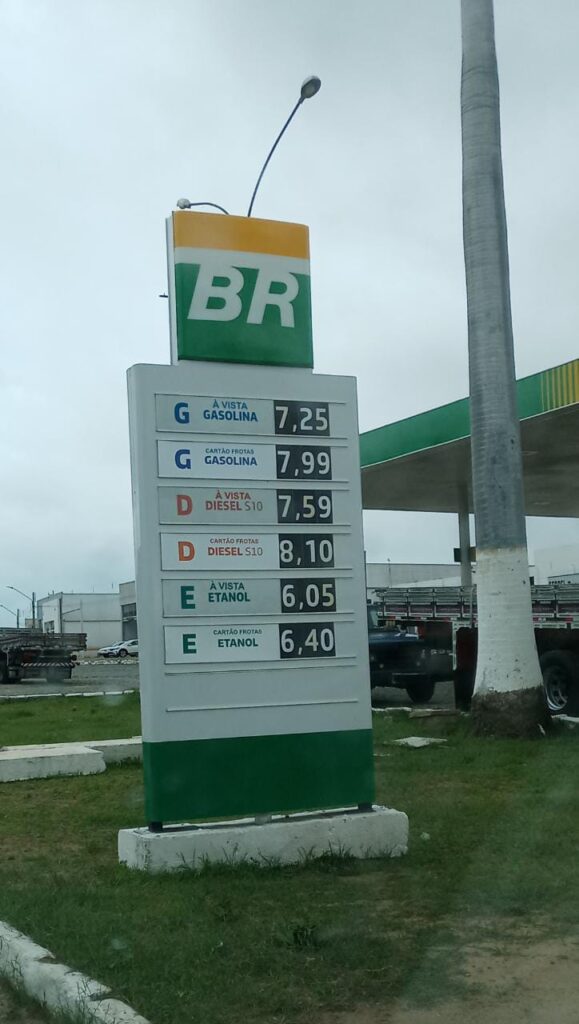 BR
G À VISTA
GASOLINA 7,25
G CARTÃO FROTAS
GASOLINA 7,99
D À VISTA
DIESEL S10 7,59
D CARTÃO FROTAS
DIESEL S10 8,10
E À VISTA
ETANOL 6,05
E CARTÃO FROTAS
ETANOL 6,40